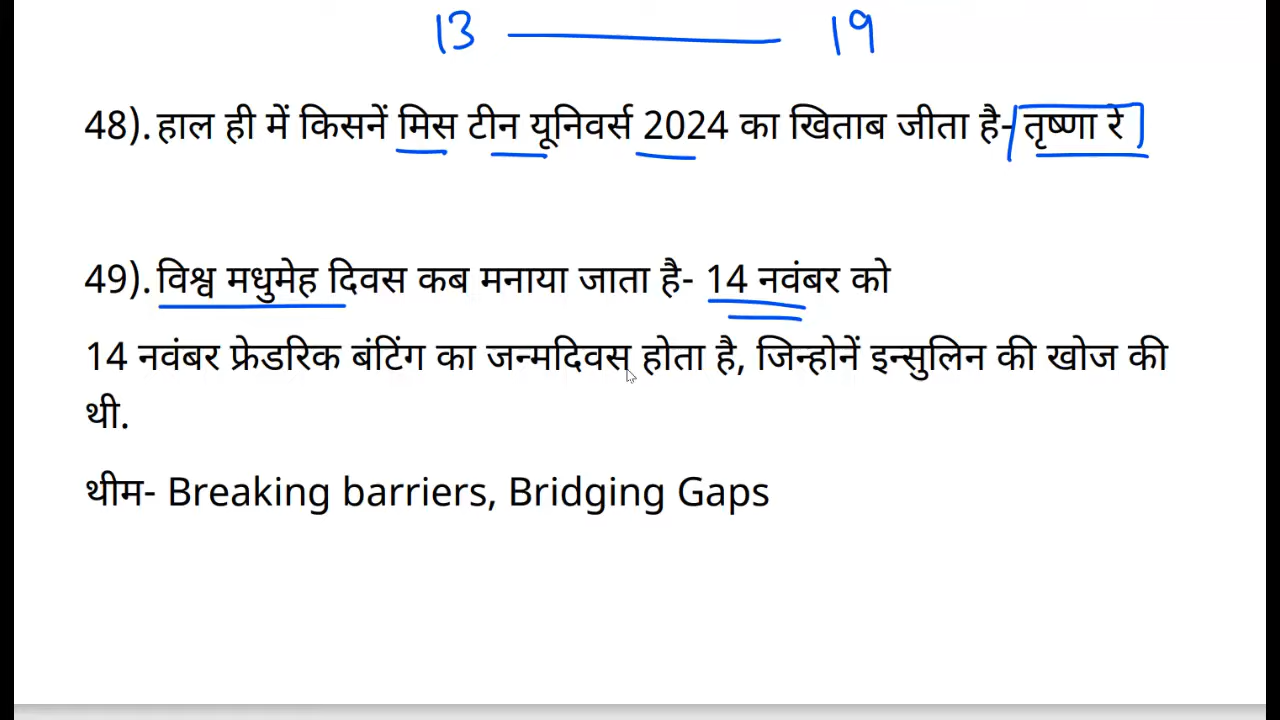 13 19
48). हाल ही में किसनें मिस टीन यूनिवर्स 2024 का खिताब जीता है- तृष्णा रे
49). विश्व मधुमेह दिवस कब मनाया जाता है- 14 नवंबर को
14 नवंबर फ्रेडरिक बंटिंग का जन्मदिवस होता है, जिन्होनें इन्सुलिन की खोज की
थी.
थीम- Breaking barriers, Bridging Gaps